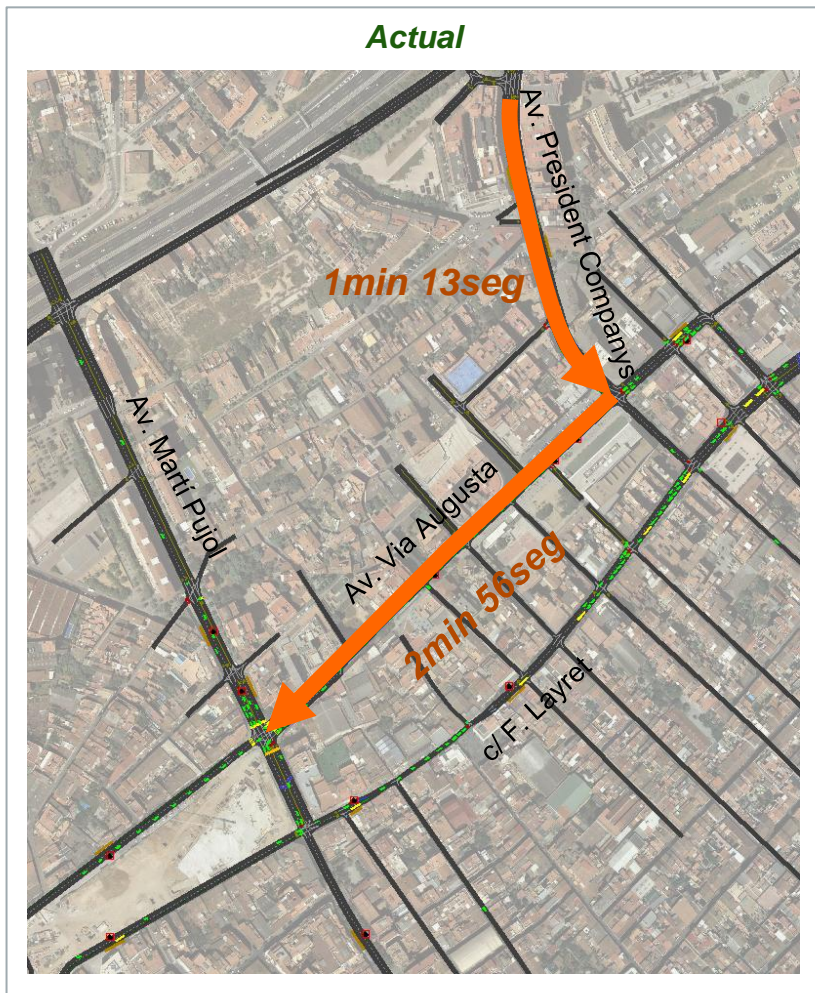 Actual
Av. President Companys
1min 13seg
Av. Martí Pujol
Av. Via Augusta
2min 56seg
c/ F. Layret